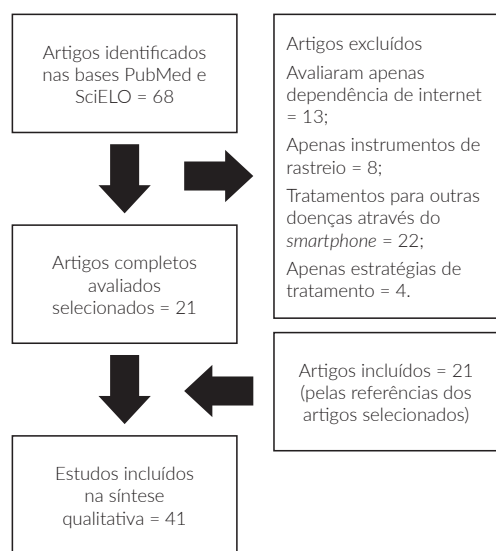 Artigos identificados
nas bases PubMed e
SciELO = 68
Artigos excluídos
Avaliaram apenas
dependência de internet
= 13;
Apenas instrumentos de
rastreio = 8;
Tratamentos para outras
doenças através do
smartphone = 22;
Apenas estratégias de
tratamento = 4.
Artigos completos
avaliados
selecionados = 21
Artigos incluídos = 21
(pelas referências dos
artigos selecionados)
Estudos incluídos
na síntese
qualitativa = 41